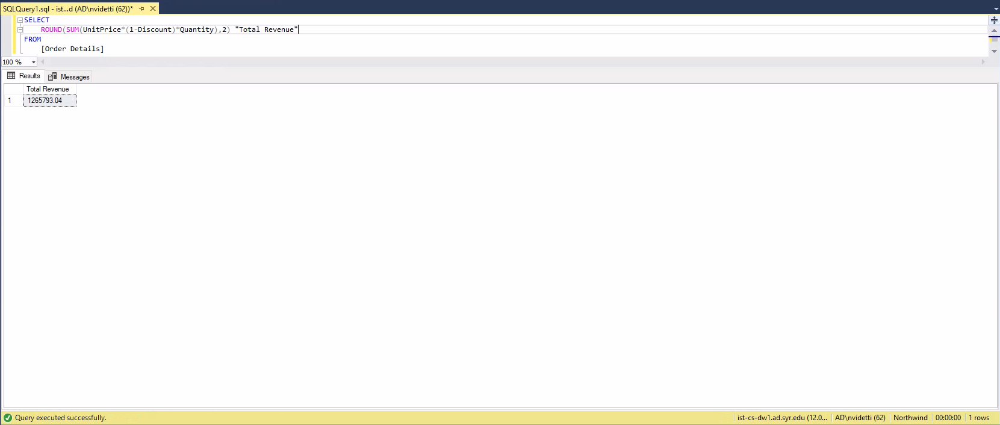 SQLQuery1.sql - ist...d (AD\nvidetti (62))*
SELECT
ROUND(SUM(UnitPrice*(1-Discount)*Quantity),2) "Total Revenue"
FROM
[Order Details]
100 %
Results Messages
Total Revenue
1 1265793.04
Query executed successfully. ist-cs-dw1.ad.syr.edu (12.0... AD\nvidetti (62) Northwind 00:00:00 1 rows